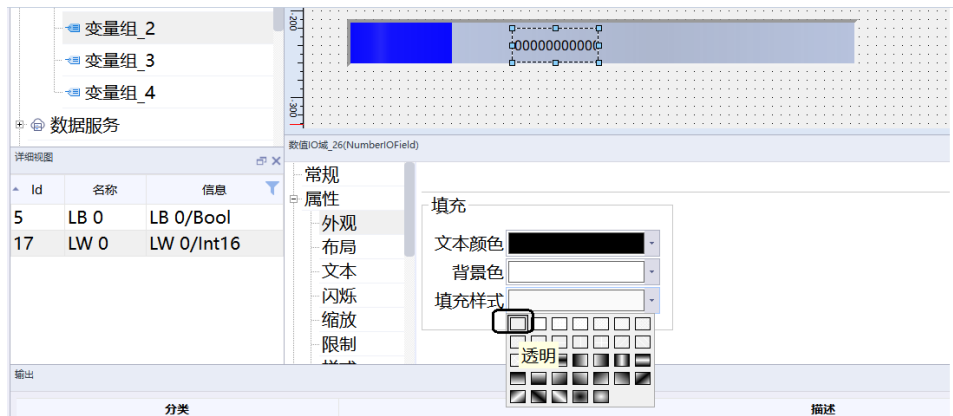 变量组_2
变量组_3
变量组_4
数据服务
200
300
00000000000
详细视图
Id 名称 信息
5 LB 0 LB 0/Bool
17 LW 0 LW 0/Int16
数值IO域_26(NumberIOField)
常规
属性
外观
布局
文本
闪烁
缩放
限制
填充
文本颜色
背景色
填充样式
透明
输出
分类 描述